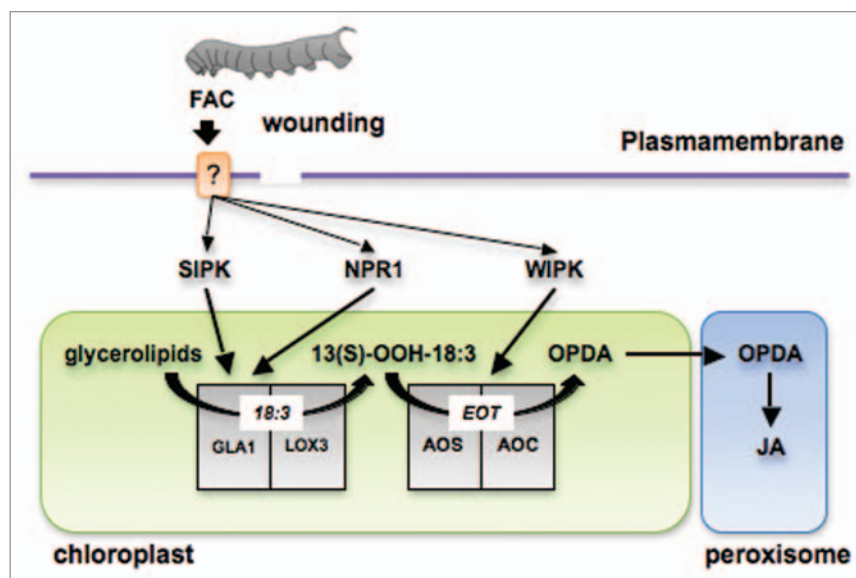 FAC
wounding
Plasmamembrane
?
SIPK NPR1 WIPK
glycerolipids 13(S)-OOH-18:3 OPDA OPDA
18:3 EOT
GLA1 LOX3 AOS AOC JA
chloroplast peroxisome